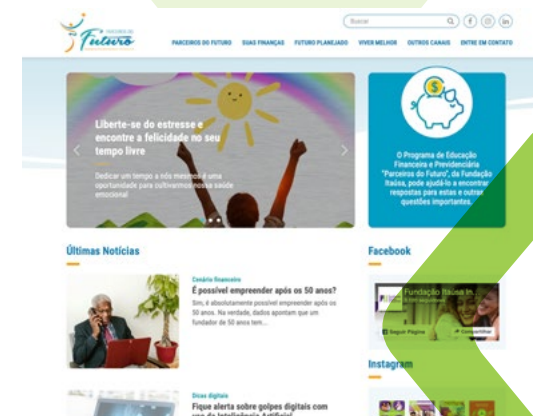 PARCEIROS DO
Futuro
Buscar
PARCEIROS DO FUTURO SUAS FINANÇAS FUTURO PLANEJADO VIVER MELHOR OUTROS CANAIS ENTRE EM CONTATO
Liberte-se do estresse e
encontre a felicidade no seu
tempo livre
Dedicar um tempo a nós mesmos é uma
oportunidade para cultivarmos nossa saúde
emocional
O Programa de Educação
Financeira e Previdenciária
"Parceiros do Futuro", da Fundação
Itaúsa, pode ajudá-lo a encontrar
respostas para estas e outras
questões importantes.
Últimas Notícias
Cenário financeiro
É possível empreender após os 50 anos?
Sim, é absolutamente possível empreender após os
50 anos. Na verdade, dados apontam que um
fundador de 50 anos tem...
Dicas digitais
Fique alerta sobre golpes digitais com
uso de Inteligência Artificial
Facebook
Fundação Itaúsa In...
Seguir Página
Compartilhar
Instagram